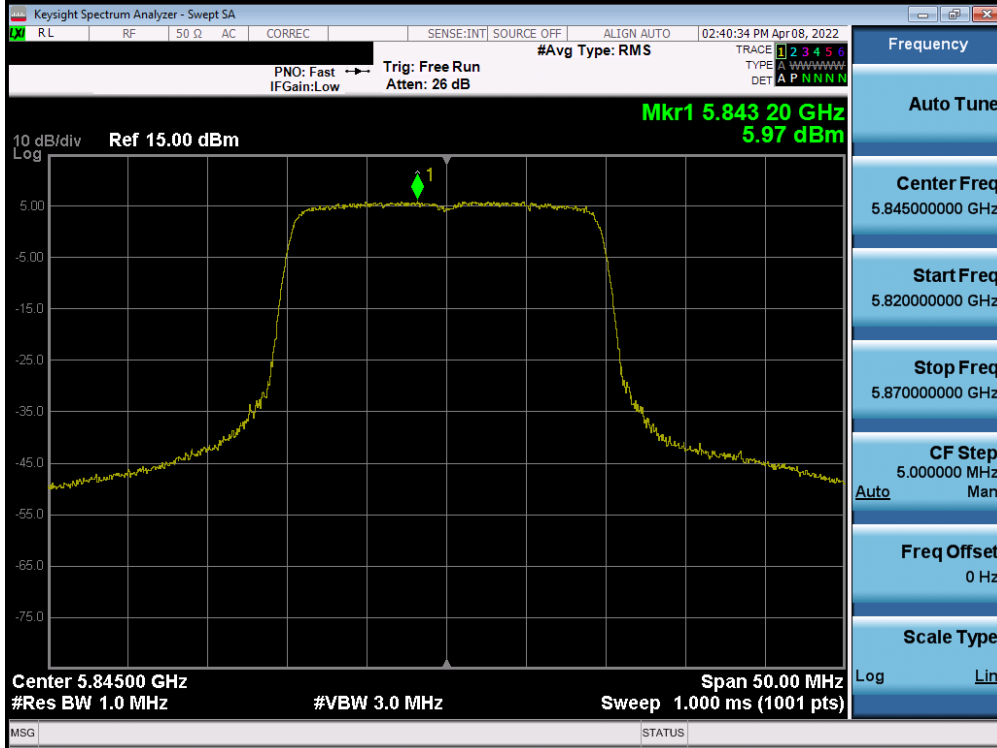 Keysight Spectrum Analyzer - Swept SA
LXI RL RF 50 Ω AC CORREC SENSE:INT SOURCE OFF ALIGN AUTO 02:40:34 PM Apr 08, 2022
#Avg Type: RMS
TRACE 1 2 3 4 5 6
PNO: Fast Trig: Free Run
TYPE A WWWWW
IFGain:Low Atten: 26 dB
DET A P N N N N
Mkr1 5.843 20 GHz
5.97 dBm
10 dB/div Ref 15.00 dBm
Log
1
5.00
-5.00
-15.0
-25.0
-35.0
-45.0
-55.0
-65.0
-75.0
Center 5.84500 GHz Span 50.00 MHz
#Res BW 1.0 MHz #VBW 3.0 MHz Sweep 1.000 ms (1001 pts)
MSG STATUS
Frequency
Auto Tune
Center Freq
5.845000000 GHz
Start Freq
5.820000000 GHz
Stop Freq
5.870000000 GHz
CF Step
5.000000 MHz
Auto Man
Freq Offset
0 Hz
Scale Type
Log Lin